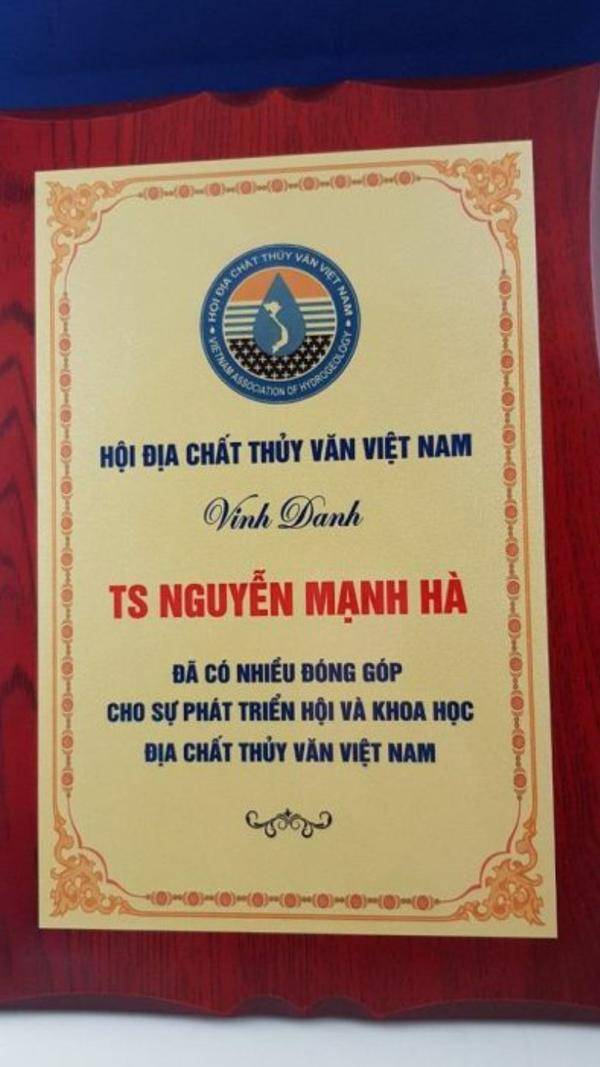 HỘI ĐỊA CHẤT THỦY VĂN VIỆT NAM
VIETNAM ASSOCIATION OF HYDROGEOLOGY
HỘI ĐỊA CHẤT THỦY VĂN VIỆT NAM
Vinh Danh
TS NGUYỄN MẠNH HÀ
ĐÃ CÓ NHIỀU ĐÓNG GÓP
CHO SỰ PHÁT TRIỂN HỘI VÀ KHOA HỌC
ĐỊA CHẤT THỦY VĂN VIỆT NAM